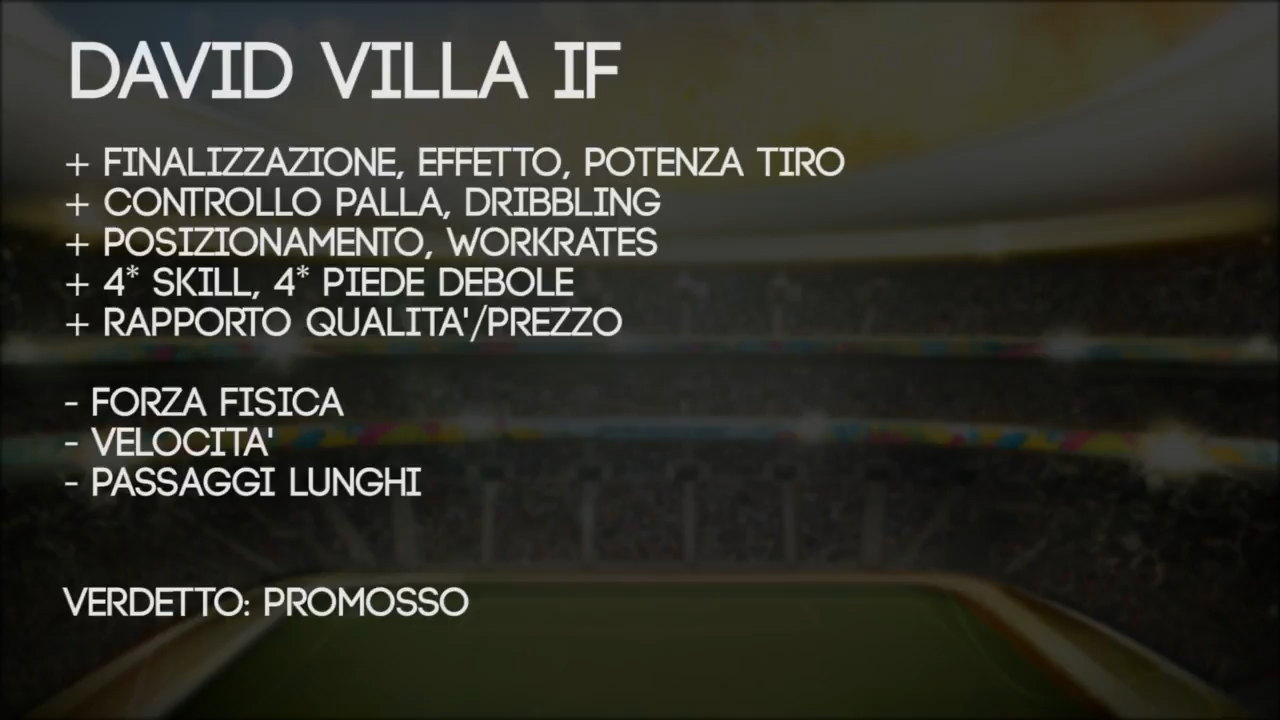 DAVID VILLA IF
+ FINALIZZAZIONE, EFFETTO, POTENZA TIRO
+ CONTROLLO PALLA, DRIBBLING
+ POSIZIONAMENTO, WORKRATES
+ 4* SKILL, 4* PIEDE DEBOLE
+ RAPPORTO QUALITA'/PREZZO
- FORZA FISICA
- VELOCITA'
- PASSAGGI LUNGHI
VERDETTO: PROMOSSO